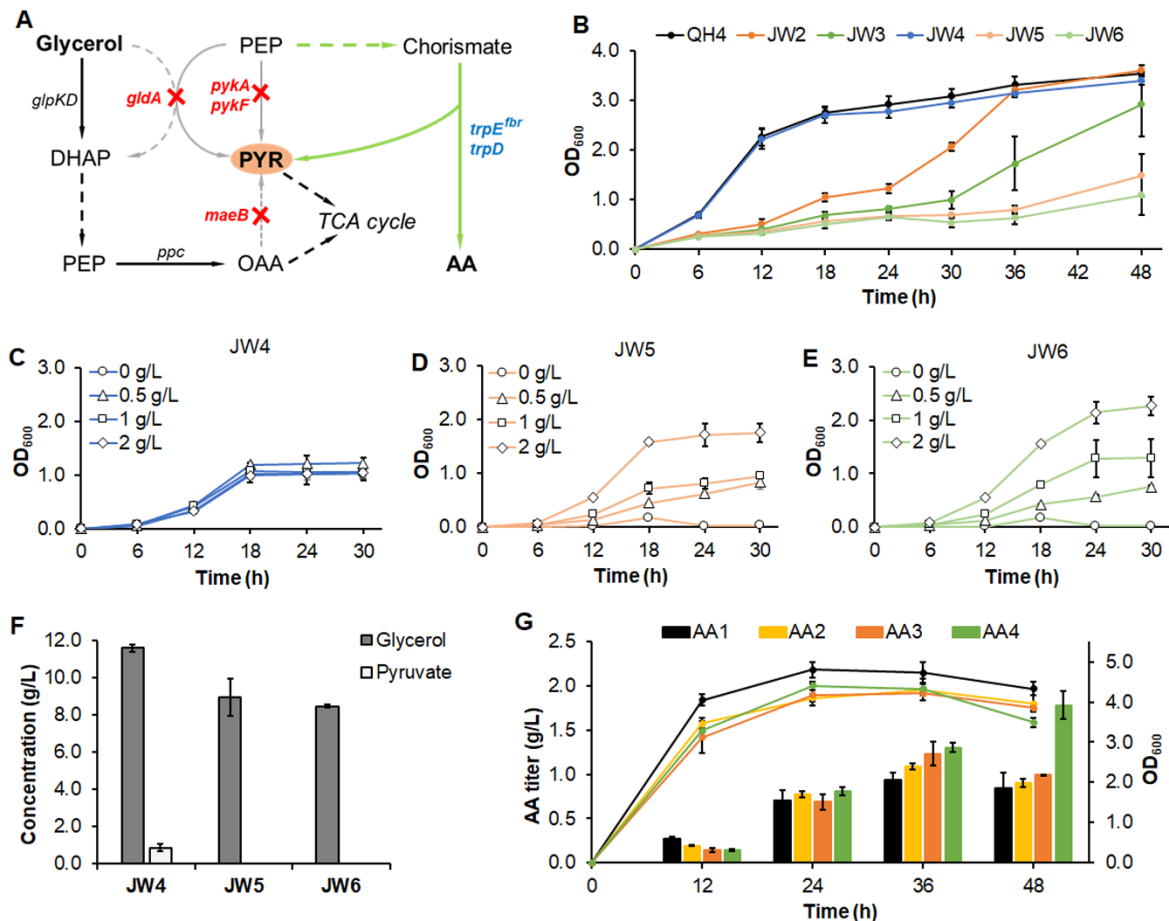 A
Glycerol
PEP
Chorismate
glpKD
gldA
pykA
pykF
trpE^fbr
trpD
DHAP
PYR
maeB
TCA cycle
PEP
ppc
OAA
AA
B
QH4 JW2 JW3 JW4 JW5 JW6
OD600
4.0
3.0
2.0
1.0
0.0
0 6 12 18 24 30 36 42 48
Time (h)
C
JW4
0 g/L
0.5 g/L
1 g/L
2 g/L
OD600
3.0
2.0
1.0
0.0
0 6 12 18 24 30
Time (h)
D
JW5
0 g/L
0.5 g/L
1 g/L
2 g/L
OD600
3.0
2.0
1.0
0.0
0 6 12 18 24 30
Time (h)
E
JW6
0 g/L
0.5 g/L
1 g/L
2 g/L
OD600
3.0
2.0
1.0
0.0
0 6 12 18 24 30
Time (h)
F
Glycerol
Pyruvate
Concentration (g/L)
12.0
10.0
8.0
6.0
4.0
2.0
0.0
JW4 JW5 JW6
G
AA1 AA2 AA3 AA4
AA titer (g/L)
2.5
2.0
1.5
1.0
0.5
0.0
OD600
5.0
4.0
3.0
2.0
1.0
0.0
0 12 24 36 48
Time (h)